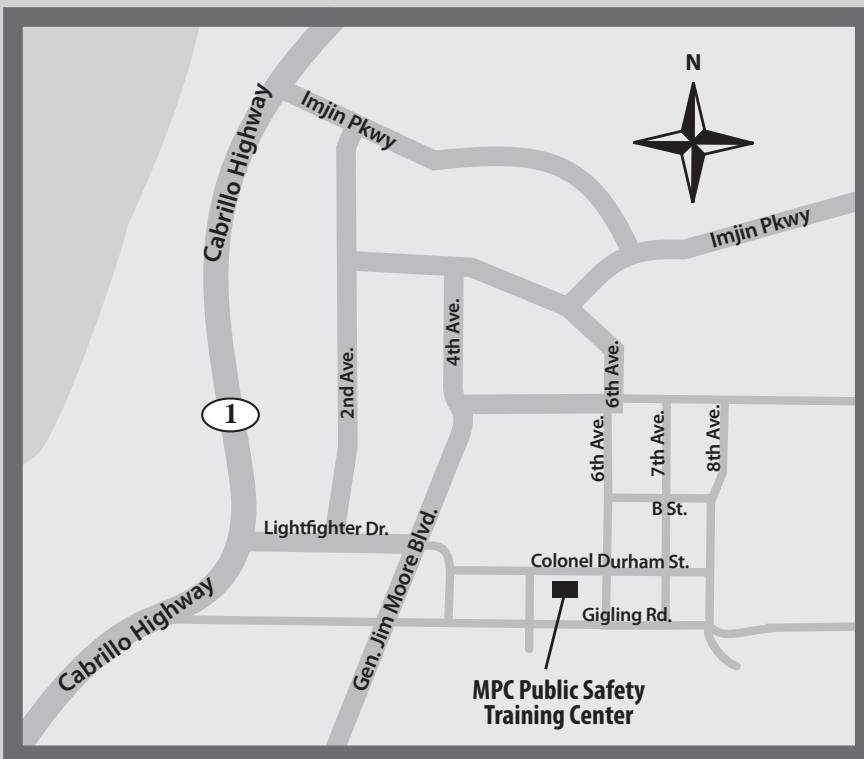 N
Imjin Pkwy
Cabrillo Highway
Imjin Pkwy
4th Ave.
2nd Ave.
6th Ave.
1
6th Ave.
7th Ave.
8th Ave.
B St.
Lightfighter Dr.
Gen. Jim Moore Blvd.
Colonel Durham St.
Cabrillo Highway
Gigling Rd.
MPC Public Safety
Training Center